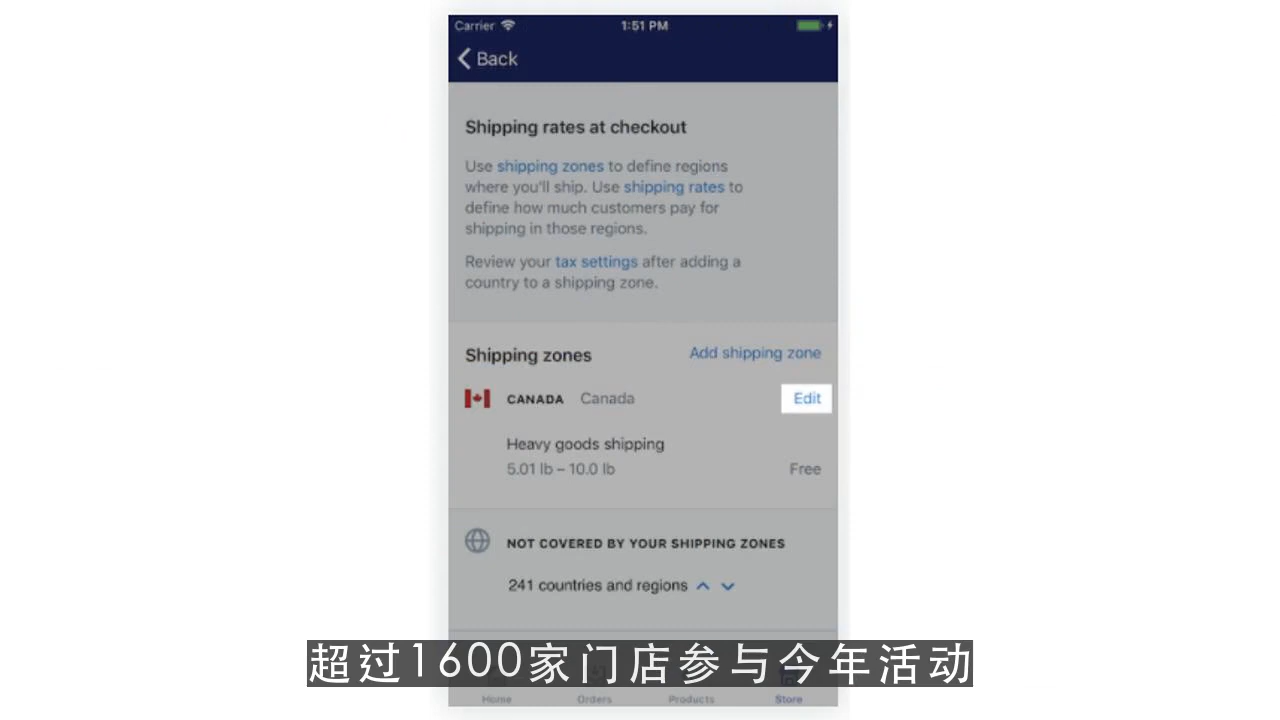 Carrier 1:51 PM
Back
Shipping rates at checkout
Use shipping zones to define regions
where you'll ship. Use shipping rates to
define how much customers pay for
shipping in those regions.
Review your tax settings after adding a
country to a shipping zone.
Shipping zones Add shipping zone
CANADA Canada Edit
Heavy goods shipping
5.01 lb – 10.0 lb Free
NOT COVERED BY YOUR SHIPPING ZONES
241 countries and regions
超过1600家门店参与今年活动
Home Orders Products Store